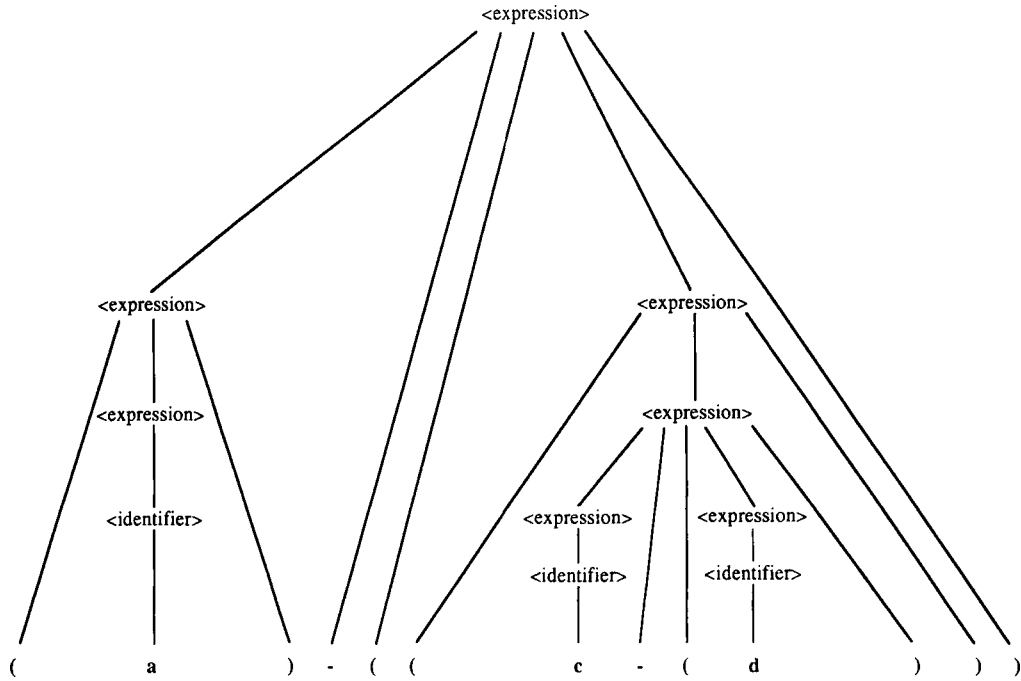 <expression>
<expression> <expression>
<expression> <expression>
<identifier> <expression> <expression>
<identifier> <identifier>
( a ) - ( ( c - ( d ) ) )